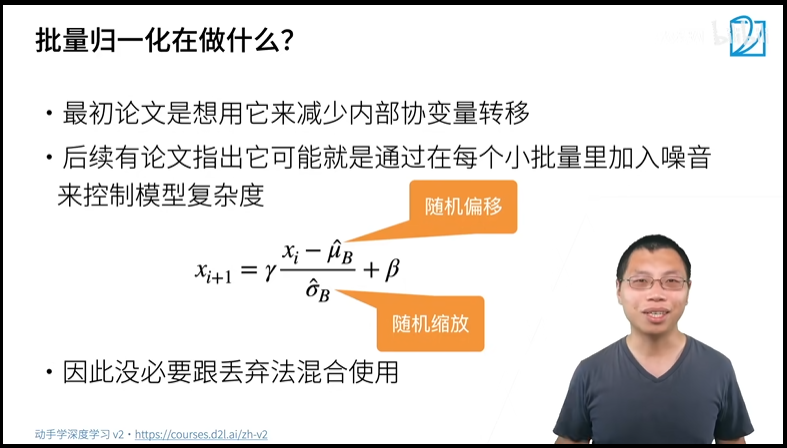 批量归一化在做什么?
• 最初论文是想用它来减少内部协变量转移
• 后续有论文指出它可能就是通过在每个小批量里加入噪音
来控制模型复杂度
随机偏移
x_{i+1} = γ \frac{x_i − \hat{μ}_B}{\hat{σ}_B} + β
随机缩放
• 因此没必要跟丢弃法混合使用
动手学深度学习 v2 • https://courses.d2l.ai/zh-v2